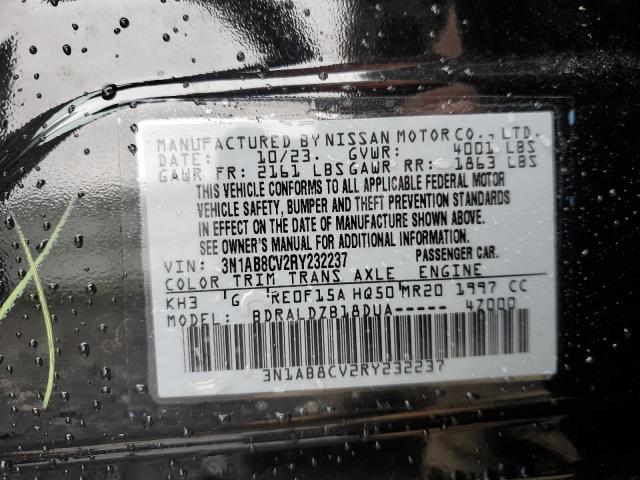 MANUFACTURED BY NISSAN MOTOR CO., LTD.
DATE: 10/23. GVWR: 4001 LBS
GAWR FR: 2161 LBS GAWR RR: 1863 LBS
THIS VEHICLE CONFORMS TO ALL APPLICABLE FEDERAL MOTOR
VEHICLE SAFETY, BUMPER AND THEFT PREVENTION STANDARDS
IN EFFECT ON THE DATE OF MANUFACTURE SHOWN ABOVE.
SEE OWNER'S MANUAL FOR ADDITIONAL INFORMATION.
VIN: 3N1AB8CV2RY232237 PASSENGER CAR.
COLOR TRIM TRANS AXLE ENGINE
KH3 G RE0F15A HQ50 MR20 1997 CC
MODEL: BDRALDZB18DUA----- 47000
3N1AB8CV2RY232237